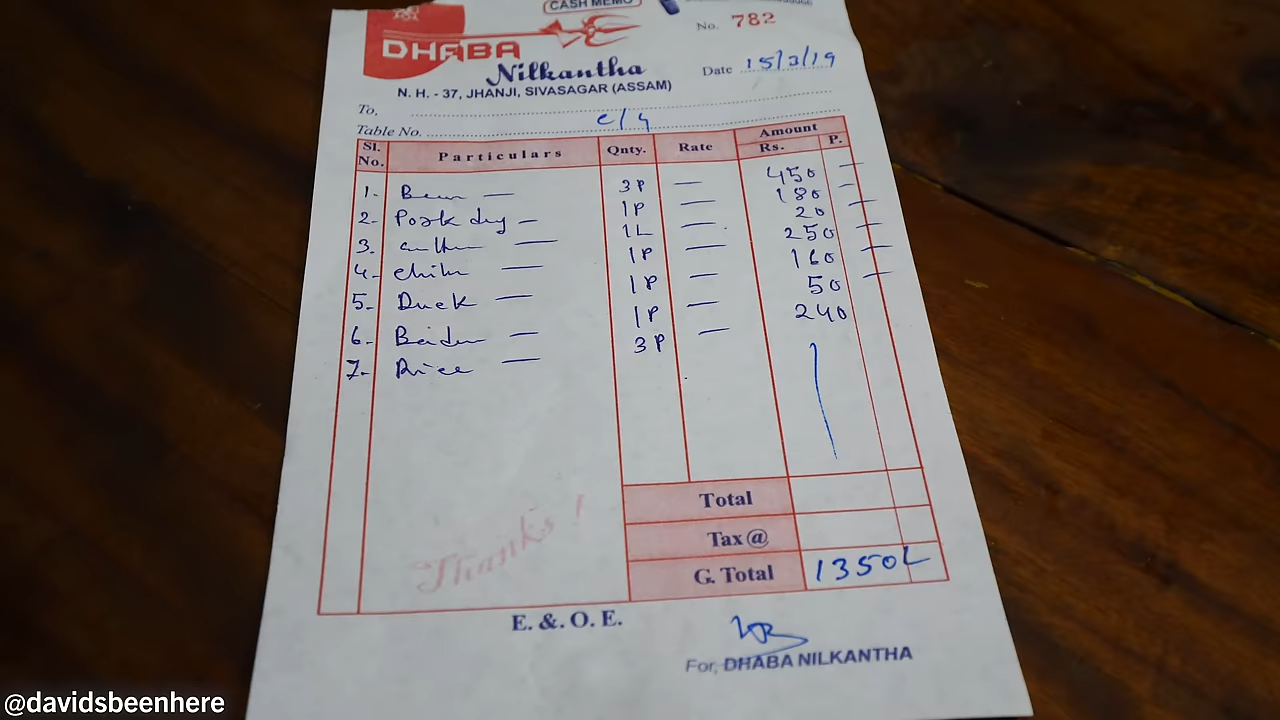 CASH MEMO
No. 782
DHABA
Nilkantha
Date 15/3/19
N. H. - 37, JHANJI, SIVASAGAR (ASSAM)
To,
Table No. c/4
Sl. No. Particulars Qnty. Rate Amount Rs. P.
1- — 3P — 450 —
2- Pork dry — 1P — 180 —
3. — 1L — 20 —
4- — 1P — 250 —
5- Duck — 1P — 160 —
6- — 1P — 50 —
7- Rice — 3P — 240
Total
Tax@
G. Total 1350
Thanks!
E. &. O. E.
For, DHABA NILKANTHA
@davidsbeenhere